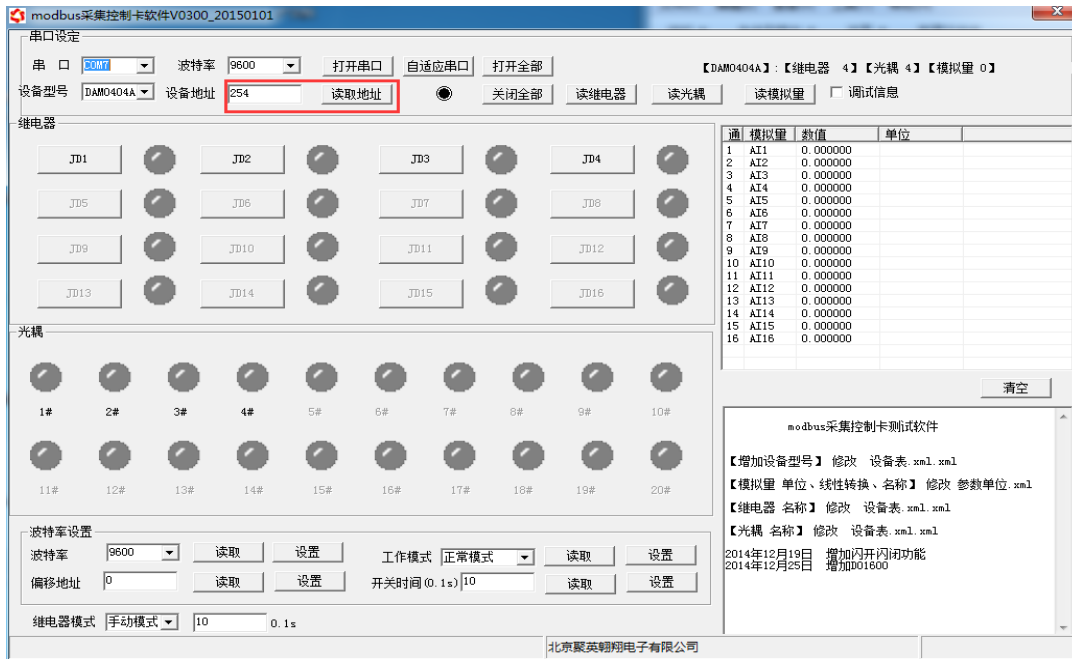 modbus采集控制卡软件V0300_20150101
串口设定
串 口 COM7 波特率 9600 打开串口 自适应串口 打开全部 【DAM0404A】:【继电器 4】【光耦 4】【模拟量 0】
设备型号 DAM0404A 设备地址 254 读取地址 关闭全部 读继电器 读光耦 读模拟量 调试信息
继电器
JD1 JD2 JD3 JD4
JD5 JD6 JD7 JD8
JD9 JD10 JD11 JD12
JD13 JD14 JD15 JD16
光耦
1# 2# 3# 4# 5# 6# 7# 8# 9# 10#
11# 12# 13# 14# 15# 16# 17# 18# 19# 20#
波特率设置
波特率 9600 读取 设置 工作模式 正常模式 读取 设置
偏移地址 0 读取 设置 开关时间(0.1s) 10 读取 设置
继电器模式 手动模式 10 0.1s
通 模拟量 数值 单位
1 AI1 0.000000
2 AI2 0.000000
3 AI3 0.000000
4 AI4 0.000000
5 AI5 0.000000
6 AI6 0.000000
7 AI7 0.000000
8 AI8 0.000000
9 AI9 0.000000
10 AI10 0.000000
11 AI11 0.000000
12 AI12 0.000000
13 AI13 0.000000
14 AI14 0.000000
15 AI15 0.000000
16 AI16 0.000000
清空
modbus采集控制卡测试软件
【增加设备型号】 修改 设备表.xml.xml
【模拟量 单位、线性转换、名称】 修改 参数单位.xml
【继电器 名称】 修改 设备表.xml.xml
【光耦 名称】 修改 设备表.xml.xml
2014年12月19日 增加闪开闪闭功能
2014年12月25日 增加DO1600
北京聚英翱翔电子有限公司